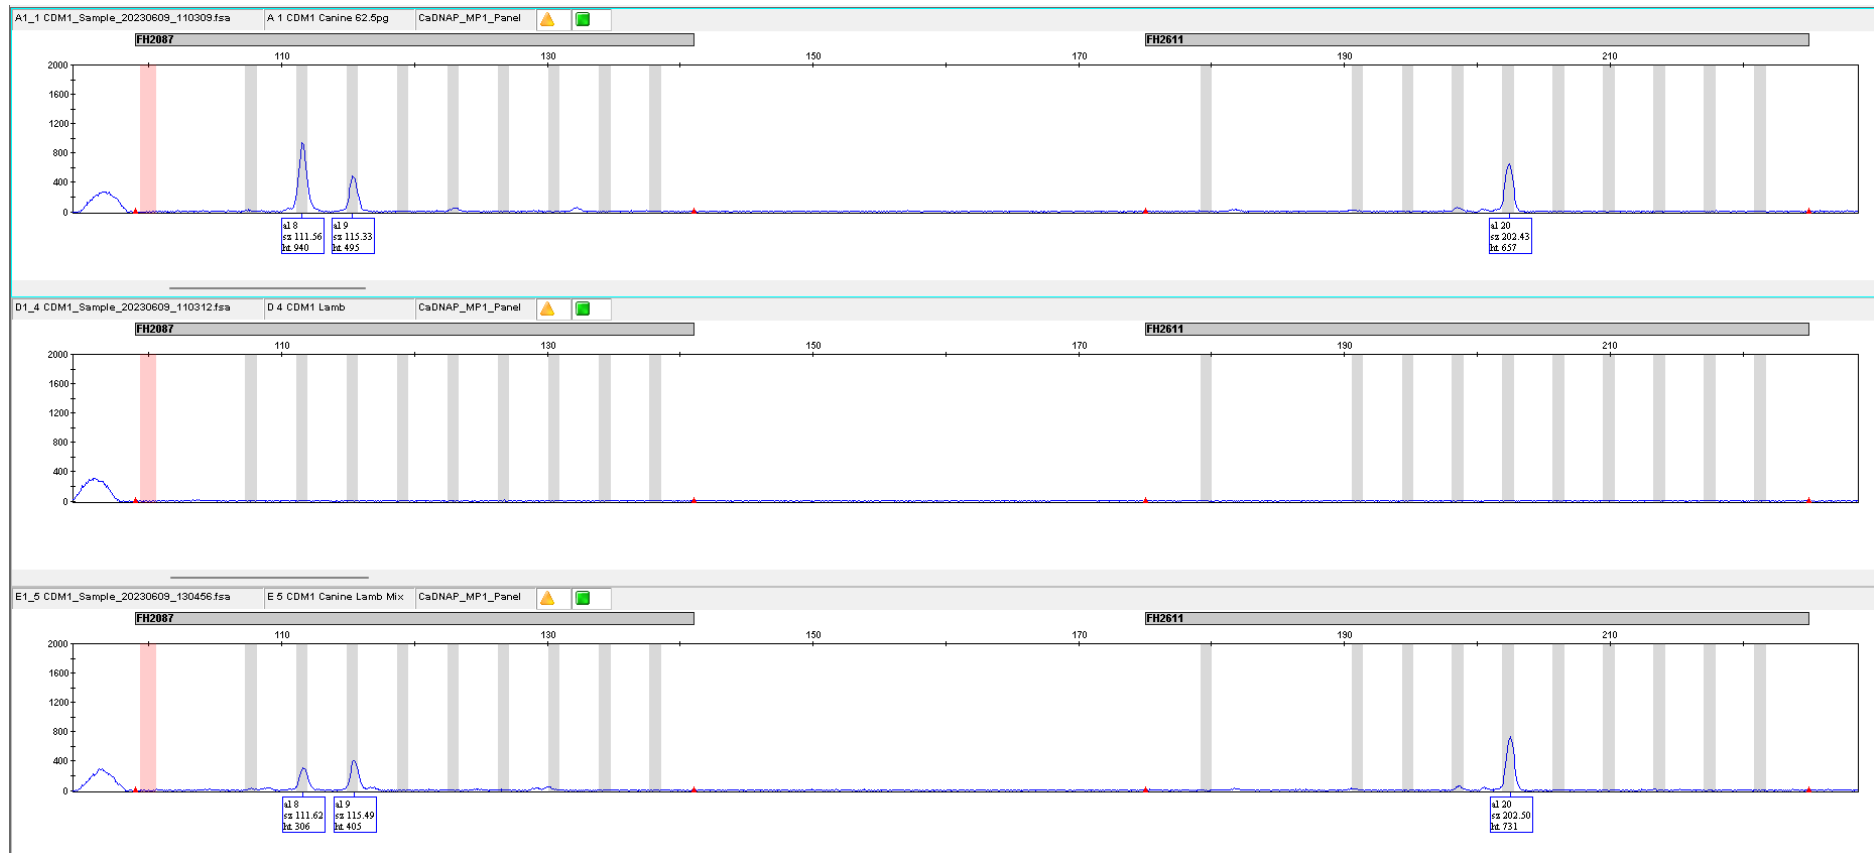 A1_1 CDM1_Sample_20230609_110309.fsa A 1 CDM1 Canine 62.5pg CaDNAP_MP1_Panel
FH2087 FH2611
110 130 150 170 190 210
2000
1600
1200
800
400
0
al 8
sz 111.56
ht 940
al 9
sz 115.33
ht 495
al 20
sz 202.43
ht 657
D1_4 CDM1_Sample_20230609_110312.fsa D 4 CDM1 Lamb CaDNAP_MP1_Panel
FH2087 FH2611
110 130 150 170 190 210
2000
1600
1200
800
400
0
E1_5 CDM1_Sample_20230609_130456.fsa E 5 CDM1 Canine Lamb Mix CaDNAP_MP1_Panel
FH2087 FH2611
110 130 150 170 190 210
2000
1600
1200
800
400
0
al 8
sz 111.62
ht 306
al 9
sz 115.49
ht 405
al 20
sz 202.50
ht 731